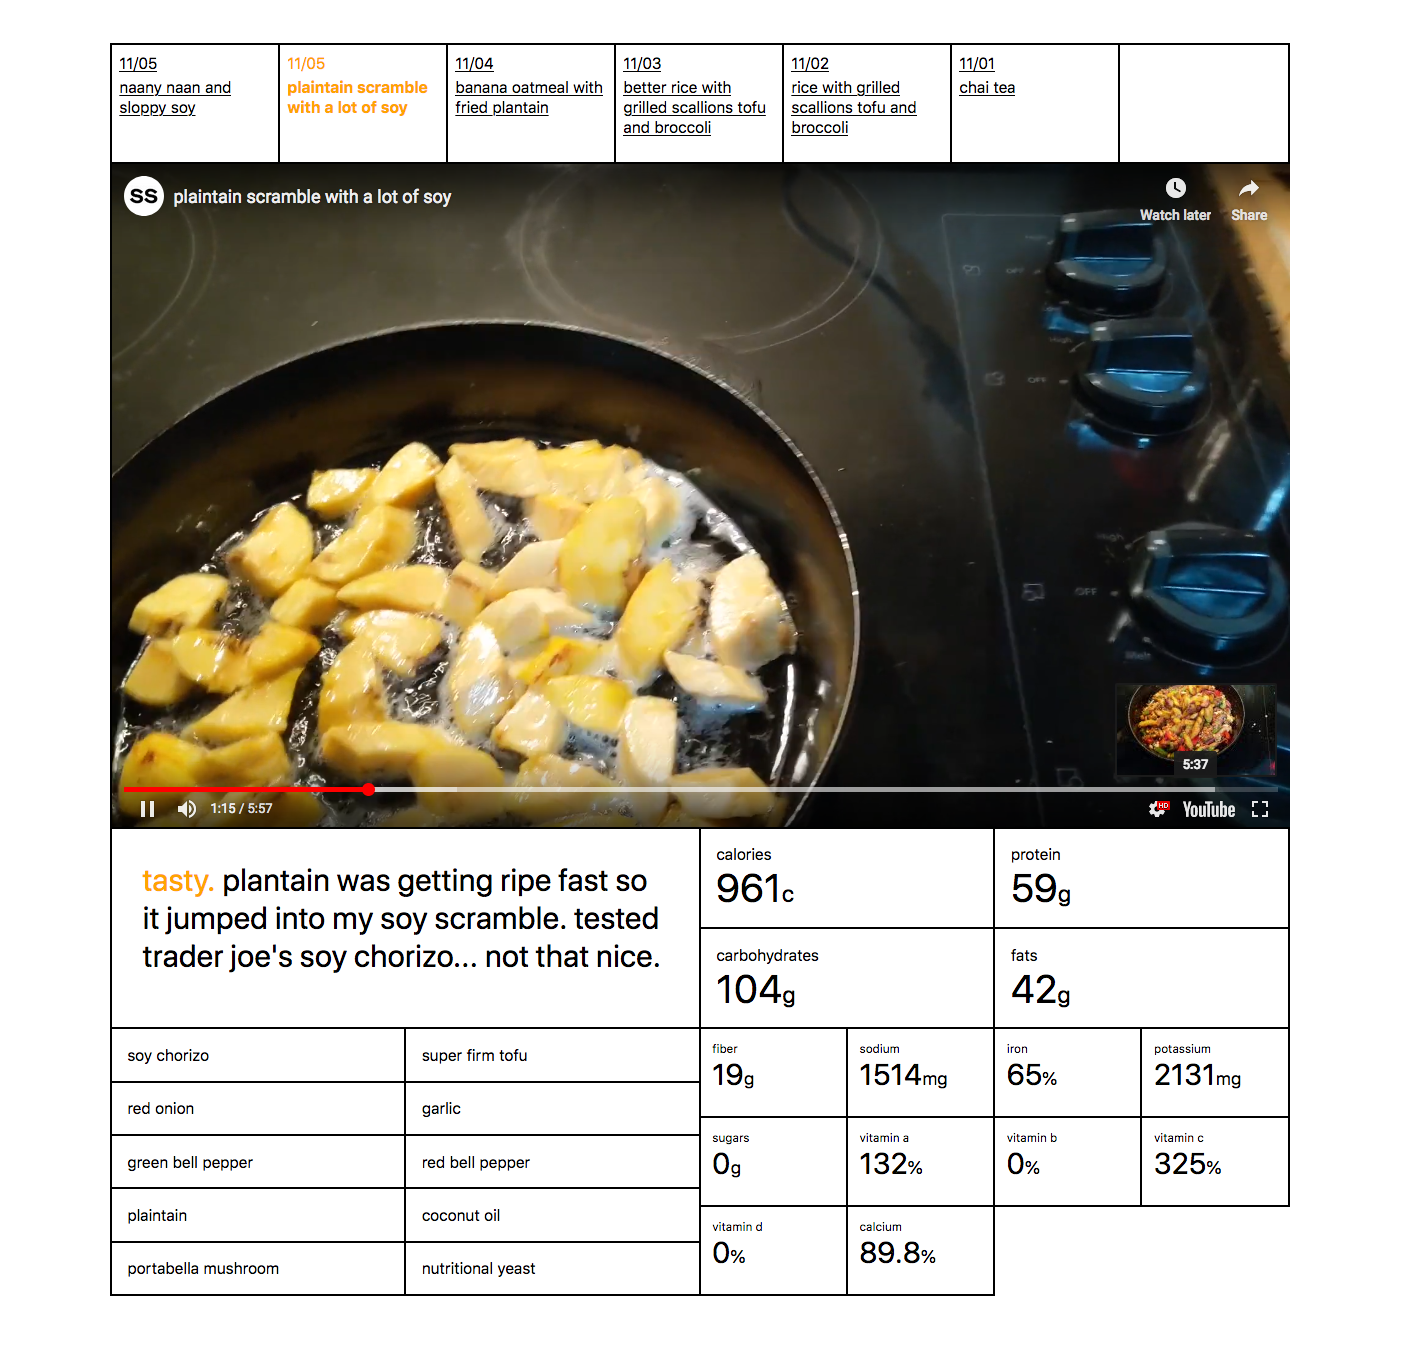 11/05
naany naan and
sloppy soy
11/05
plaintain scramble
with a lot of soy
11/04
banana oatmeal with
fried plantain
11/03
better rice with
grilled scallions tofu
and broccoli
11/02
rice with grilled
scallions tofu and
broccoli
11/01
chai tea
SS
plaintain scramble with a lot of soy
Watch later
Share
OFF
OFF
High
OFF
5:37
1:15 / 5:57
HD
YouTube
tasty. plantain was getting ripe fast so
it jumped into my soy scramble. tested
trader joe's soy chorizo... not that nice.
calories
961c
protein
59g
carbohydrates
104g
fats
42g
soy chorizo
super firm tofu
red onion
garlic
green bell pepper
red bell pepper
plaintain
coconut oil
portabella mushroom
nutritional yeast
fiber
19g
sodium
1514mg
iron
65%
potassium
2131mg
sugars
0g
vitamin a
132%
vitamin b
0%
vitamin c
325%
vitamin d
0%
calcium
89.8%